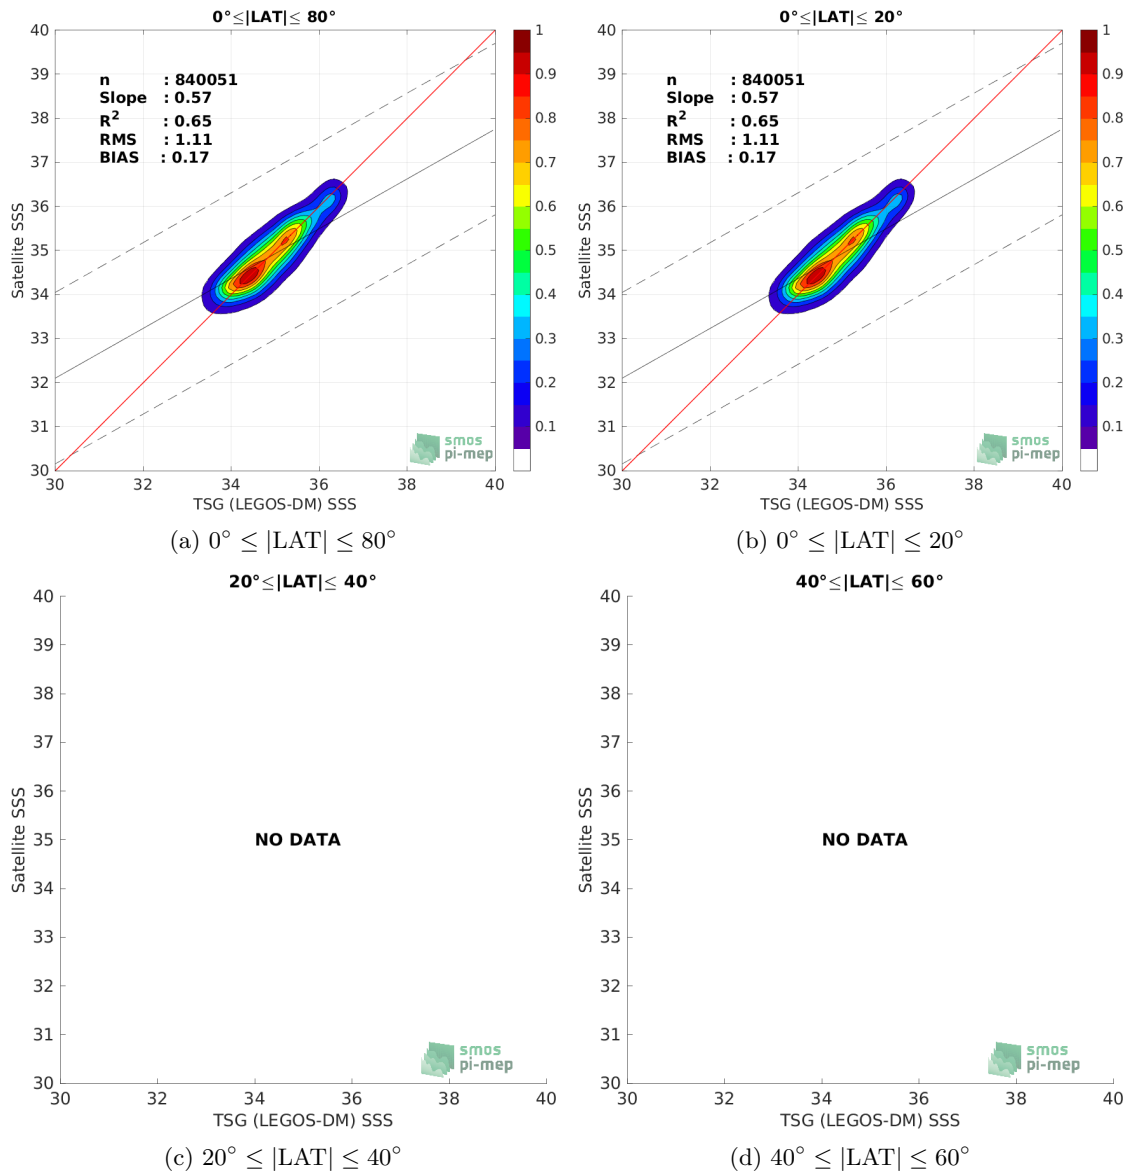 0°≤|LAT|≤ 80°
40
39
38
37
36
35
34
33
32
31
30
Satellite SSS
n : 840051
Slope : 0.57
R² : 0.65
RMS : 1.11
BIAS : 0.17
smos
pi-mep
30 32 34 36 38 40
TSG (LEGOS-DM) SSS
1
0.9
0.8
0.7
0.6
0.5
0.4
0.3
0.2
0.1
(a) 0° ≤ |LAT| ≤ 80°
0°≤|LAT|≤ 20°
40
39
38
37
36
35
34
33
32
31
30
Satellite SSS
n : 840051
Slope : 0.57
R² : 0.65
RMS : 1.11
BIAS : 0.17
smos
pi-mep
30 32 34 36 38 40
TSG (LEGOS-DM) SSS
1
0.9
0.8
0.7
0.6
0.5
0.4
0.3
0.2
0.1
(b) 0° ≤ |LAT| ≤ 20°
20°≤|LAT|≤ 40°
40
39
38
37
36
35
34
33
32
31
30
Satellite SSS
NO DATA
smos
pi-mep
30 32 34 36 38 40
TSG (LEGOS-DM) SSS
(c) 20° ≤ |LAT| ≤ 40°
40°≤|LAT|≤ 60°
40
39
38
37
36
35
34
33
32
31
30
Satellite SSS
NO DATA
smos
pi-mep
30 32 34 36 38 40
TSG (LEGOS-DM) SSS
(d) 40° ≤ |LAT| ≤ 60°